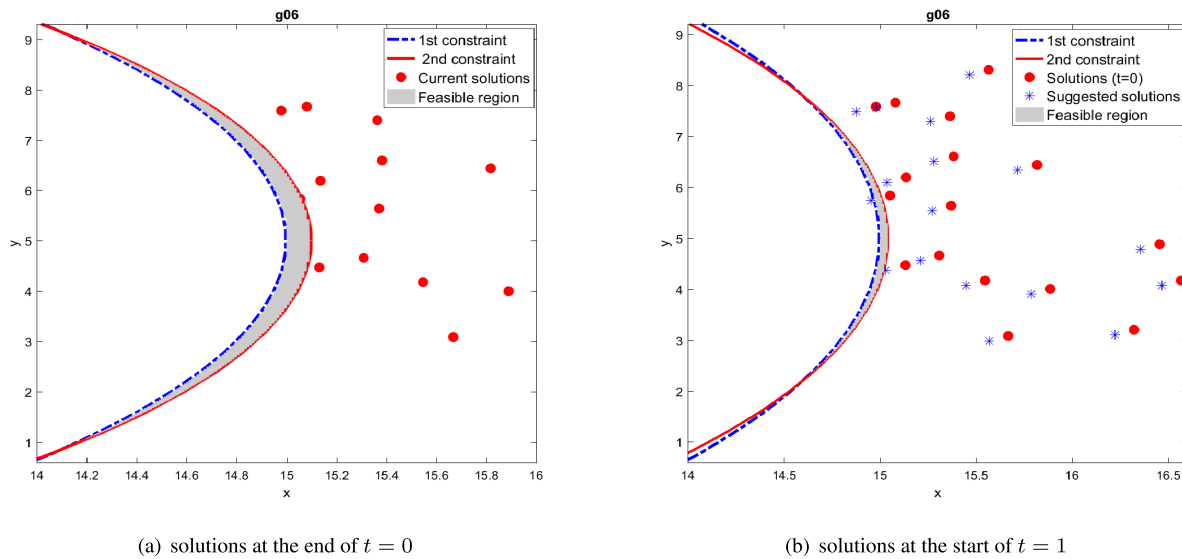 g06
1st constraint
2nd constraint
Current solutions
Feasible region
9
8
7
6
5
4
3
2
1
y
14 14.2 14.4 14.6 14.8 15 15.2 15.4 15.6 15.8 16
x
(a) solutions at the end of t = 0
g06
1st constraint
2nd constraint
Solutions (t=0)
Suggested solutions
Feasible region
9
8
7
6
5
4
3
2
1
y
14 14.5 15 15.5 16 16.5
x
(b) solutions at the start of t = 1